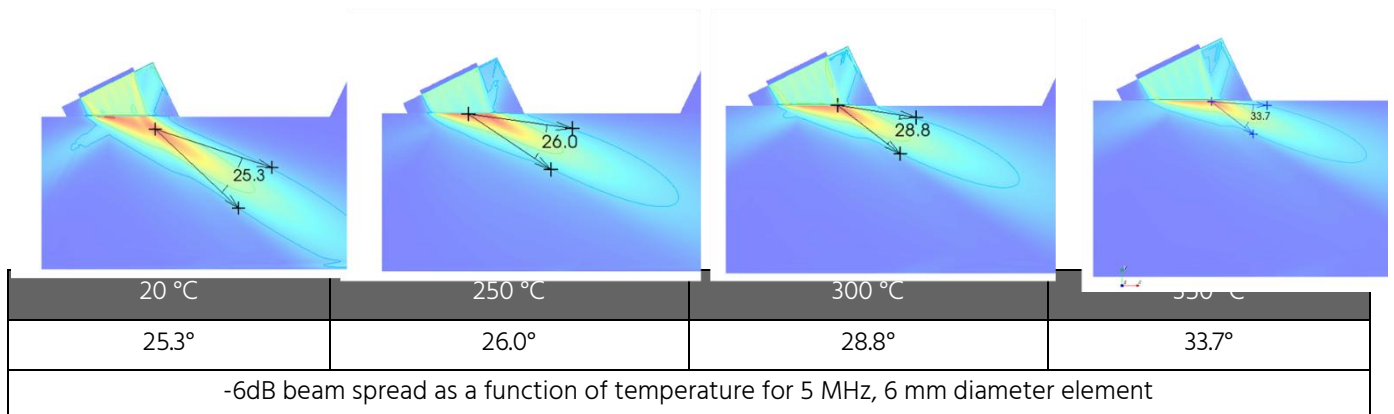 25.3
26.0
28.8
33.7
20 °C 250 °C 300 °C 350 °C
25.3° 26.0° 28.8° 33.7°
-6dB beam spread as a function of temperature for 5 MHz, 6 mm diameter element